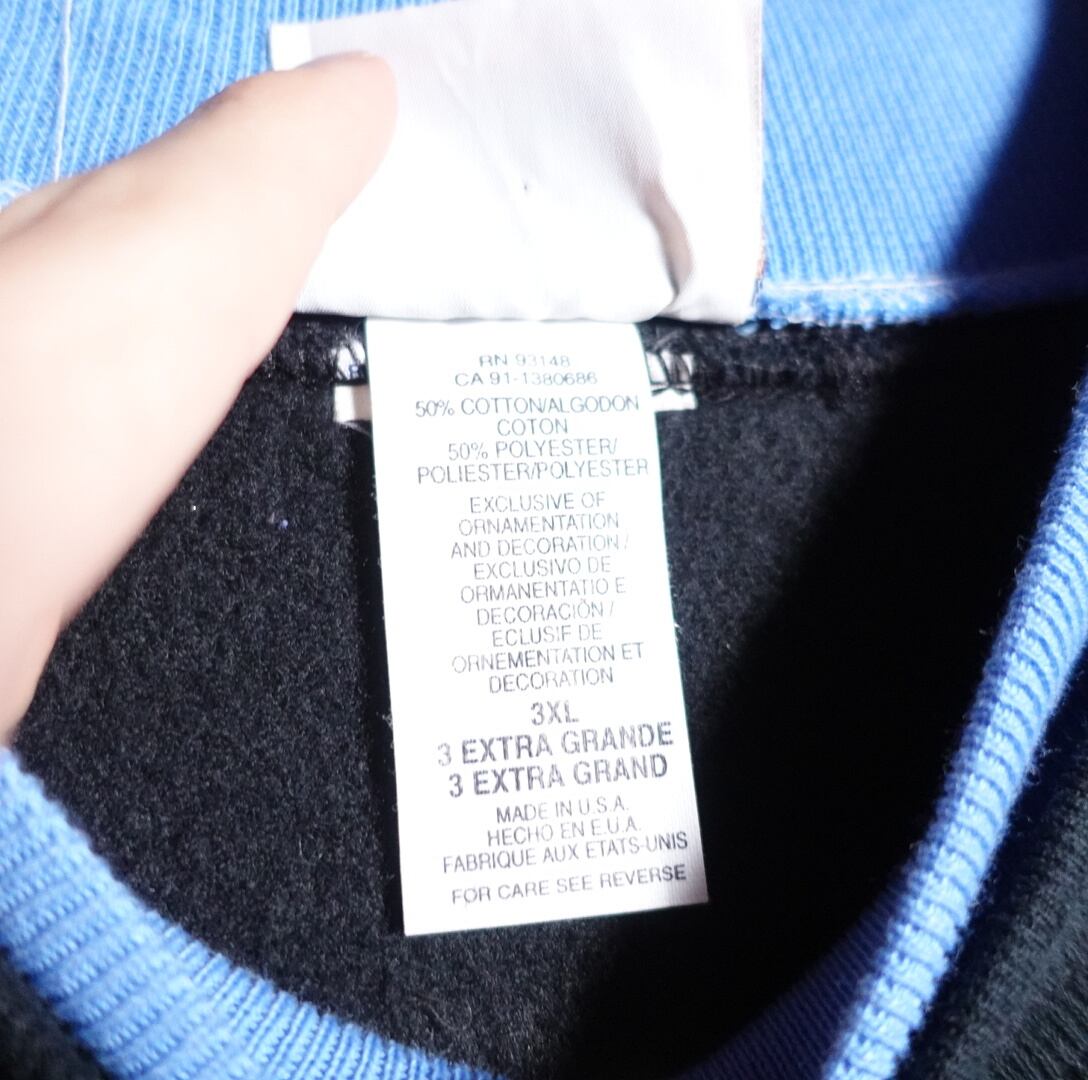 RN 93148
CA 91-1380686
50% COTTON/ALGODON
COTON
50% POLYESTER/
POLIESTER/POLYESTER
EXCLUSIVE OF
ORNAMENTATION
AND DECORATION /
EXCLUSIVO DE
ORMANENTATIO E
DECORACIÒN /
ECLUSIF DE
ORNEMENTATION ET
DECORATION
3XL
3 EXTRA GRANDE
3 EXTRA GRAND
MADE IN U.S.A.
HECHO EN E.U.A.
FABRIQUE AUX ETATS-UNIS
FOR CARE SEE REVERSE